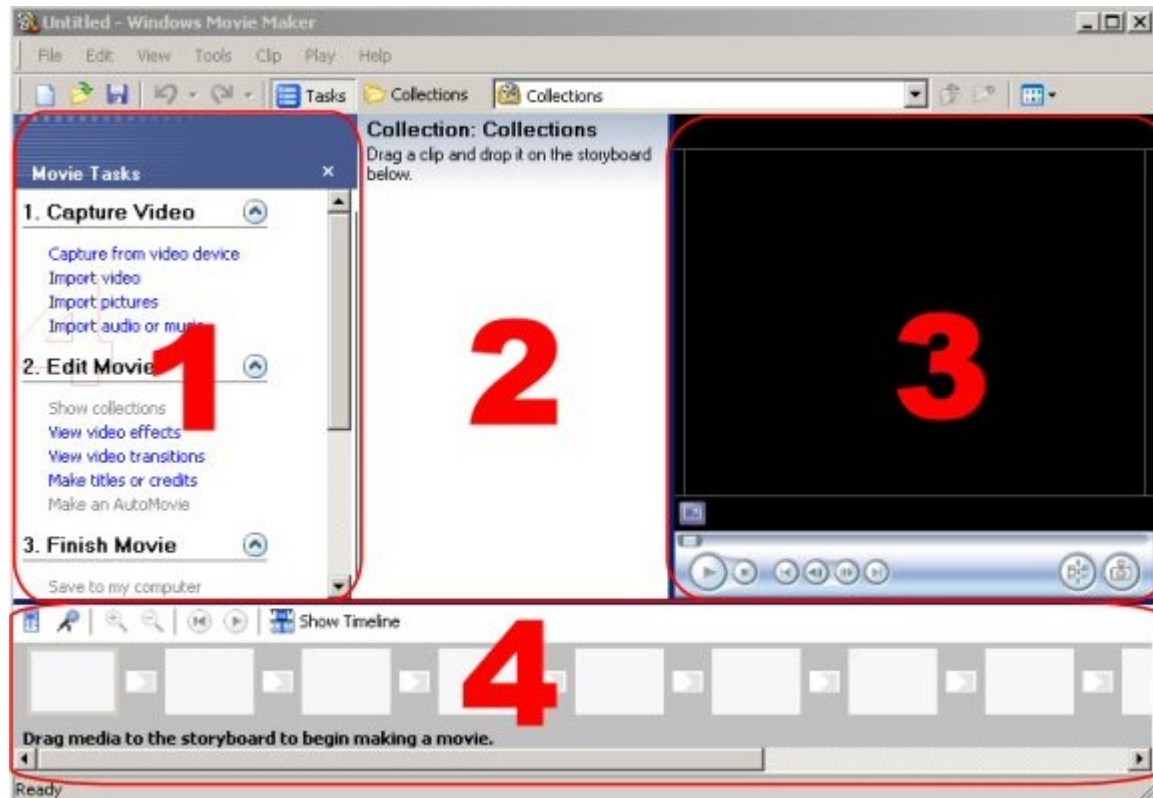 Untitled - Windows Movie Maker
File Edit View Tools Clip Play Help
Tasks Collections Collections
Movie Tasks
1. Capture Video
Capture from video device
Import video
Import pictures
Import audio or music
2. Edit Movie
Show collections
View video effects
View video transitions
Make titles or credits
Make an AutoMovie
3. Finish Movie
Save to my computer
1
Collection: Collections
Drag a clip and drop it on the storyboard
below.
2
3
Show Timeline
4
Drag media to the storyboard to begin making a movie.
Ready